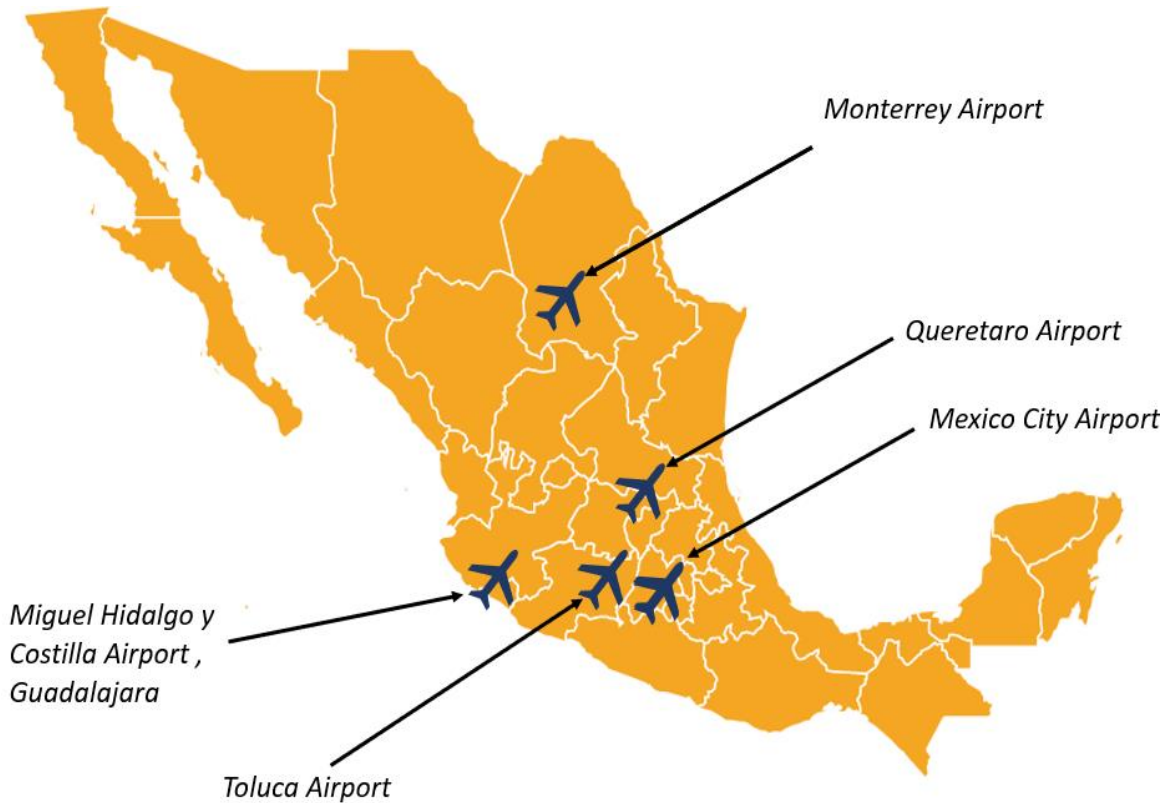 Monterrey Airport
Queretaro Airport
Mexico City Airport
Miguel Hidalgo y
Costilla Airport ,
Guadalajara
Toluca Airport